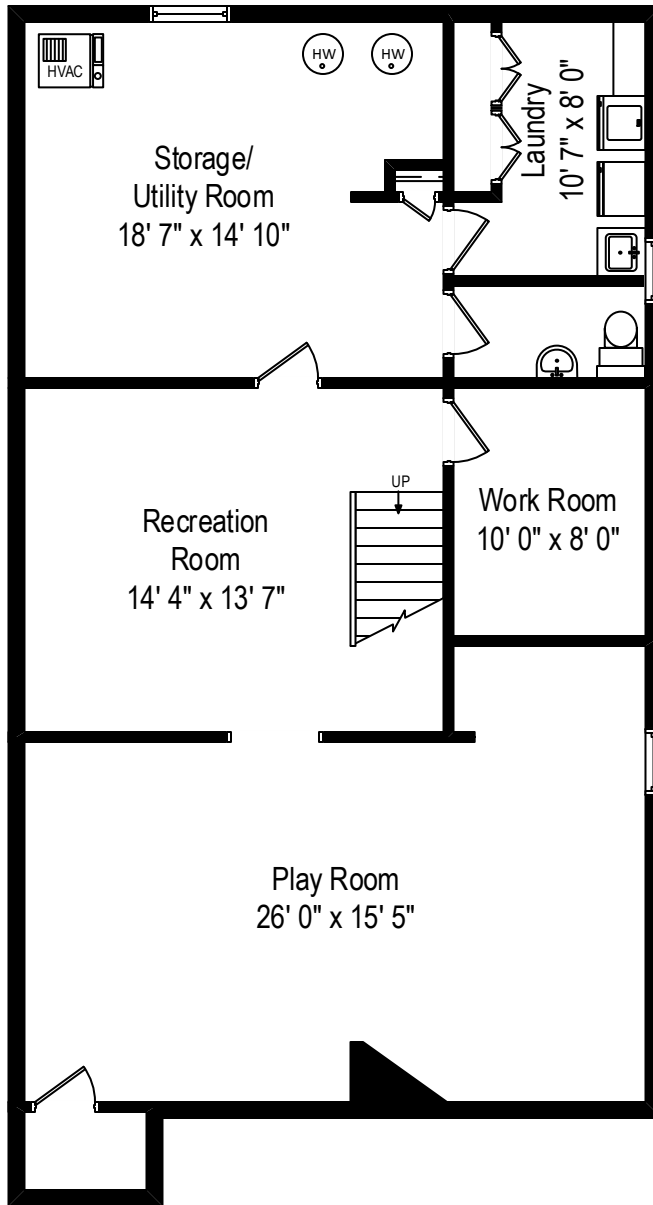 HVAC
HW
HW
Storage/
Utility Room
18' 7" x 14' 10"
Laundry
10' 7" x 8' 0"
Recreation
Room
14' 4" x 13' 7"
UP
Work Room
10' 0" x 8' 0"
Play Room
26' 0" x 15' 5"